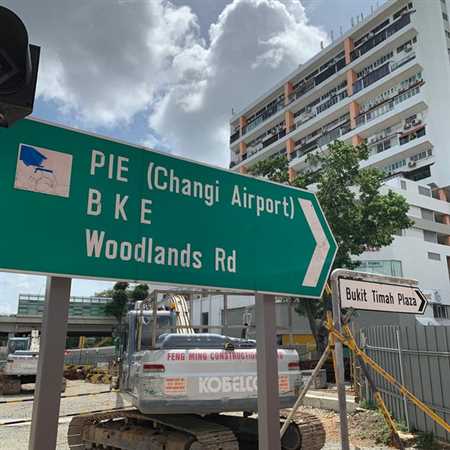 PIE (Changi Airport)
BKE
Woodlands Rd
Bukit Timah Plaza
FENG MING CONSTRUCTION
KOBELCO